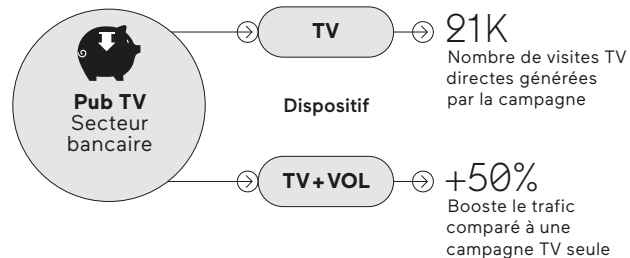 Pub TV
Secteur
bancaire
Dispositif
TV
21K
Nombre de visites TV
directes générées
par la campagne
TV+VOL
+50%
Booste le trafic
comparé à une
campagne TV seule